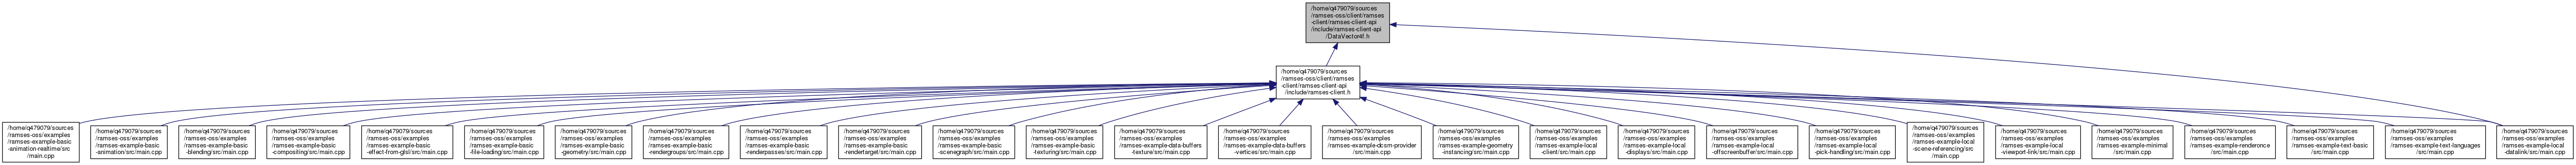 /home/q479079/sources
/ramses-oss/client/ramses
-client/ramses-client-api
/include/ramses-client-api
/DataVector4f.h
/home/q479079/sources
/ramses-oss/client/ramses
-client/ramses-client-api
/include/ramses-client.h
/home/q479079/sources
/ramses-oss/examples
/ramses-example-basic
-animation-realtime/src
/main.cpp
/home/q479079/sources
/ramses-oss/examples
/ramses-example-basic
-animation/src/main.cpp
/home/q479079/sources
/ramses-oss/examples
/ramses-example-basic
-blending/src/main.cpp
/home/q479079/sources
/ramses-oss/examples
/ramses-example-basic
-compositing/src/main.cpp
/home/q479079/sources
/ramses-oss/examples
/ramses-example-basic
-effect-from-glsl/src/main.cpp
/home/q479079/sources
/ramses-oss/examples
/ramses-example-basic
-file-loading/src/main.cpp
/home/q479079/sources
/ramses-oss/examples
/ramses-example-basic
-geometry/src/main.cpp
/home/q479079/sources
/ramses-oss/examples
/ramses-example-basic
-rendergroups/src/main.cpp
/home/q479079/sources
/ramses-oss/examples
/ramses-example-basic
-renderpasses/src/main.cpp
/home/q479079/sources
/ramses-oss/examples
/ramses-example-basic
-rendertarget/src/main.cpp
/home/q479079/sources
/ramses-oss/examples
/ramses-example-basic
-scenegraph/src/main.cpp
/home/q479079/sources
/ramses-oss/examples
/ramses-example-basic
-texturing/src/main.cpp
/home/q479079/sources
/ramses-oss/examples
/ramses-example-data-buffers
-texture/src/main.cpp
/home/q479079/sources
/ramses-oss/examples
/ramses-example-data-buffers
-vertices/src/main.cpp
/home/q479079/sources
/ramses-oss/examples
/ramses-example-dcsm-provider
/src/main.cpp
/home/q479079/sources
/ramses-oss/examples
/ramses-example-geometry
-instancing/src/main.cpp
/home/q479079/sources
/ramses-oss/examples
/ramses-example-local
-client/src/main.cpp
/home/q479079/sources
/ramses-oss/examples
/ramses-example-local
-displays/src/main.cpp
/home/q479079/sources
/ramses-oss/examples
/ramses-example-local
-offscreenbuffer/src/main.cpp
/home/q479079/sources
/ramses-oss/examples
/ramses-example-local
-pick-handling/src/main.cpp
/home/q479079/sources
/ramses-oss/examples
/ramses-example-local
-scene-referencing/src
/main.cpp
/home/q479079/sources
/ramses-oss/examples
/ramses-example-local
-viewport-link/src/main.cpp
/home/q479079/sources
/ramses-oss/examples
/ramses-example-minimal
/src/main.cpp
/home/q479079/sources
/ramses-oss/examples
/ramses-example-renderonce
/src/main.cpp
/home/q479079/sources
/ramses-oss/examples
/ramses-example-text-basic
/src/main.cpp
/home/q479079/sources
/ramses-oss/examples
/ramses-example-text-languages
/src/main.cpp
/home/q479079/sources
/ramses-oss/examples
/ramses-example-local
-datalink/src/main.cpp